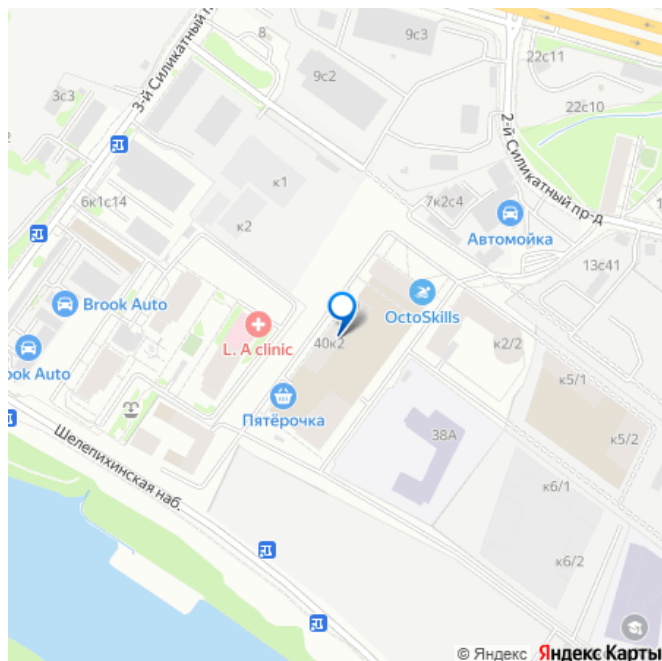 9с3
8
22с11
9с2
3с3
3-й Силикатный п
22с10
2-й Силикатный пр-д
к1
6к1с14
7к2с4
к2
Автомойка
13с41
Brook Auto
OctoSkills
40к2
L. A clinic
к2/2
ook Auto
к5/1
Пятёрочка
38А
к5/2
Шелепихинская наб.
к6/1
к6/2
© Яндекс Яндекс Карты